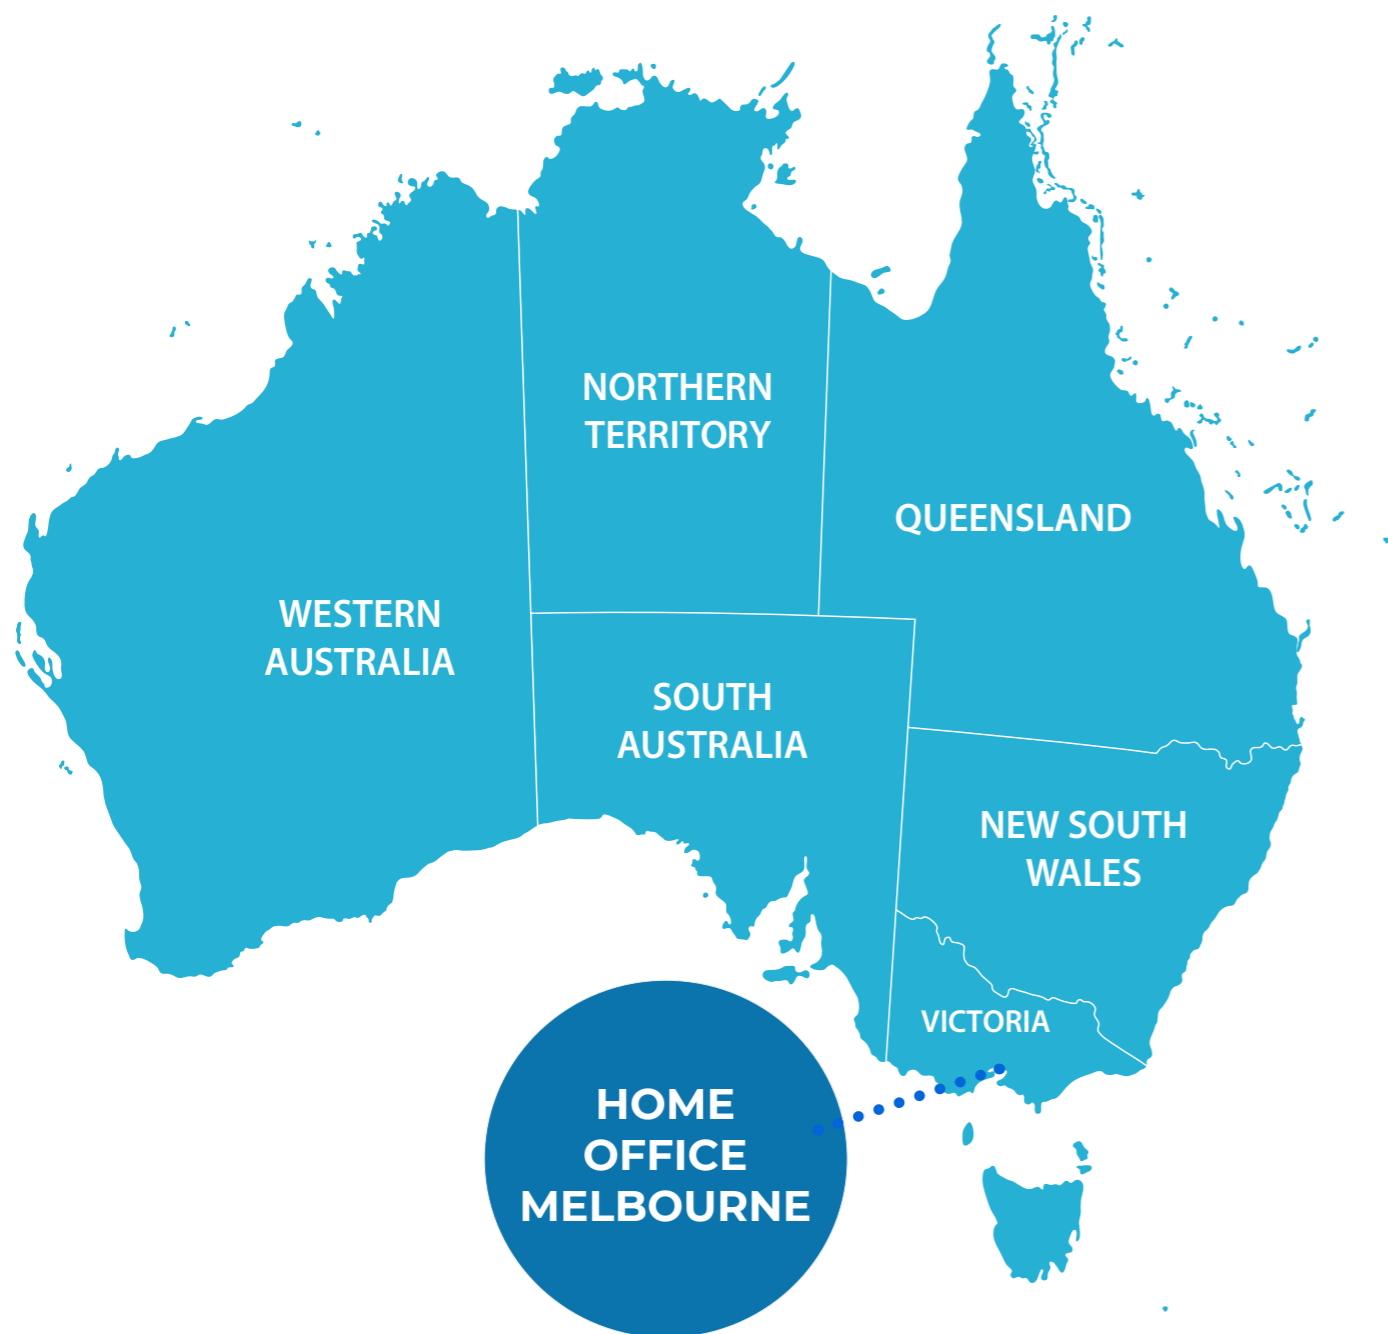 NORTHERN
TERRITORY
QUEENSLAND
WESTERN
AUSTRALIA
SOUTH
AUSTRALIA
NEW SOUTH
WALES
VICTORIA
HOME
OFFICE
MELBOURNE